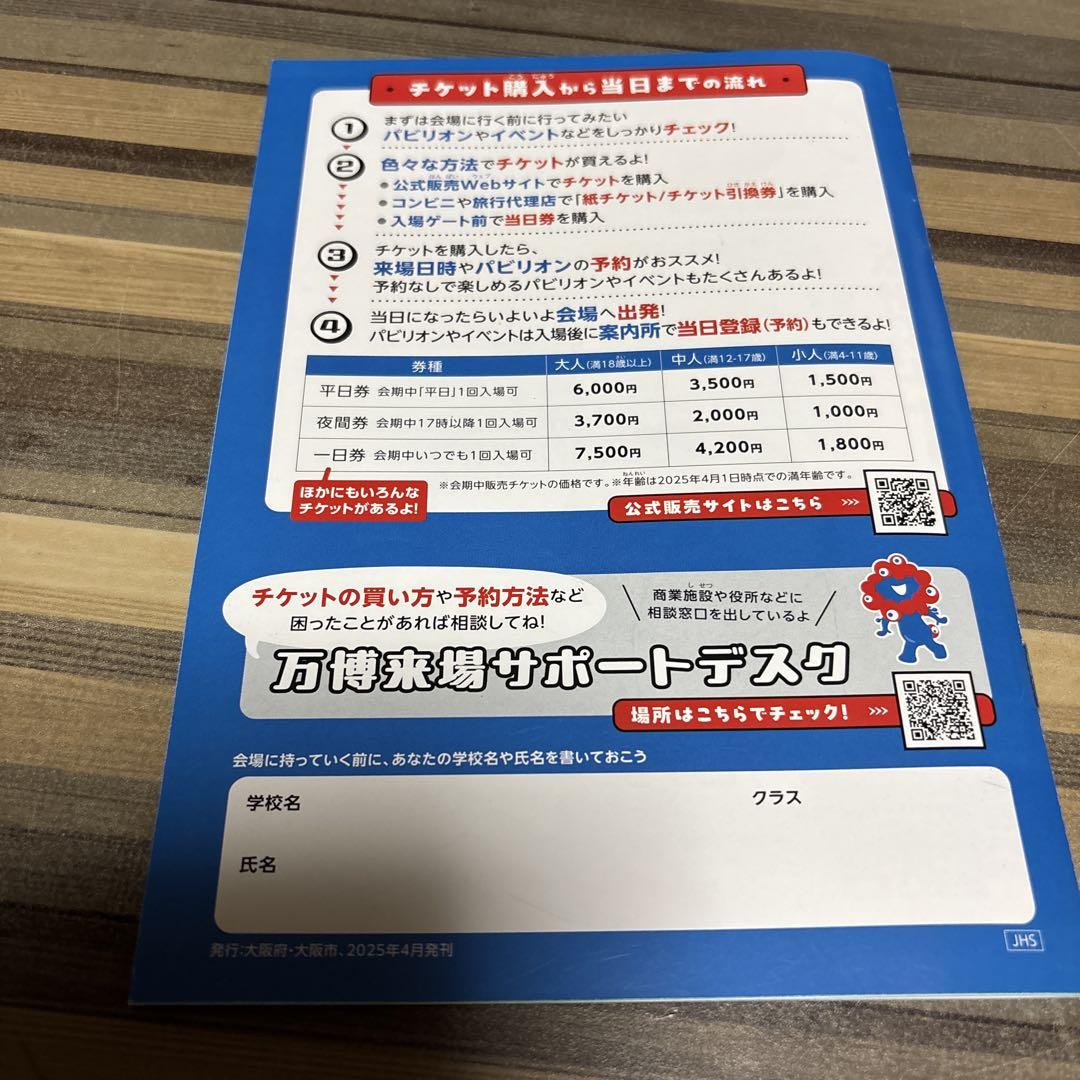 チケット購入から当日までの流れ
① まずは会場に行く前に行ってみたい
パビリオンやイベントなどをしっかりチェック!
② 色々な方法でチケットが買えるよ!
●公式販売Webサイトでチケットを購入
●コンビニや旅行代理店で「紙チケット/チケット引換券」を購入
●入場ゲート前で当日券を購入
③ チケットを購入したら、
来場日時やパビリオンの予約がおススメ!
予約なしで楽しめるパビリオンやイベントもたくさんあるよ!
④ 当日になったらいよいよ会場へ出発!
パビリオンやイベントは入場後に案内所で当日登録(予約)もできるよ!
券種 大人(満18歳以上) 中人(満12-17歳) 小人(満4-11歳)
平日券 会期中「平日」1回入場可 6,000円 3,500円 1,500円
夜間券 会期中17時以降1回入場可 3,700円 2,000円 1,000円
一日券 会期中いつでも1回入場可 7,500円 4,200円 1,800円
※会期中販売チケットの価格です。※年齢は2025年4月1日時点での満年齢です。
ほかにもいろんな
チケットがあるよ!
公式販売サイトはこちら >>>
チケットの買い方や予約方法など
困ったことがあれば相談してね!
商業施設や役所などに
相談窓口を出しているよ
万博来場サポートデスク
場所はこちらでチェック! >>>
会場に持っていく前に、あなたの学校名や氏名を書いておこう
学校名 クラス
氏名
発行:大阪府・大阪市、2025年4月発刊
JHS